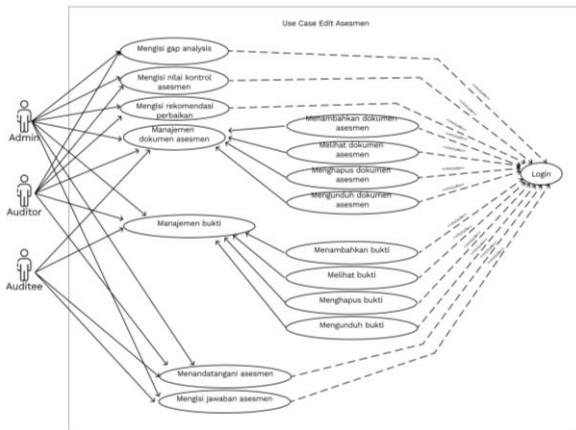 Use Case Edit Asesmen
Mengisi gap analysis
Mengisi nilai kontrol
asesmen
Mengisi rekomendasi
perbaikan
Manajemen
dokumen asesmen
Menambahkan dokumen
asesmen
Melihat dokumen
asesmen
Menghapus dokumen
asesmen
Mengunduh dokumen
asesmen
Admin
Auditor
Auditee
Login
Manajemen bukti
Menambahkan bukti
Melihat bukti
Menghapus bukti
Mengunduh bukti
Menandatangani asesmen
Mengisi jawaban asesmen